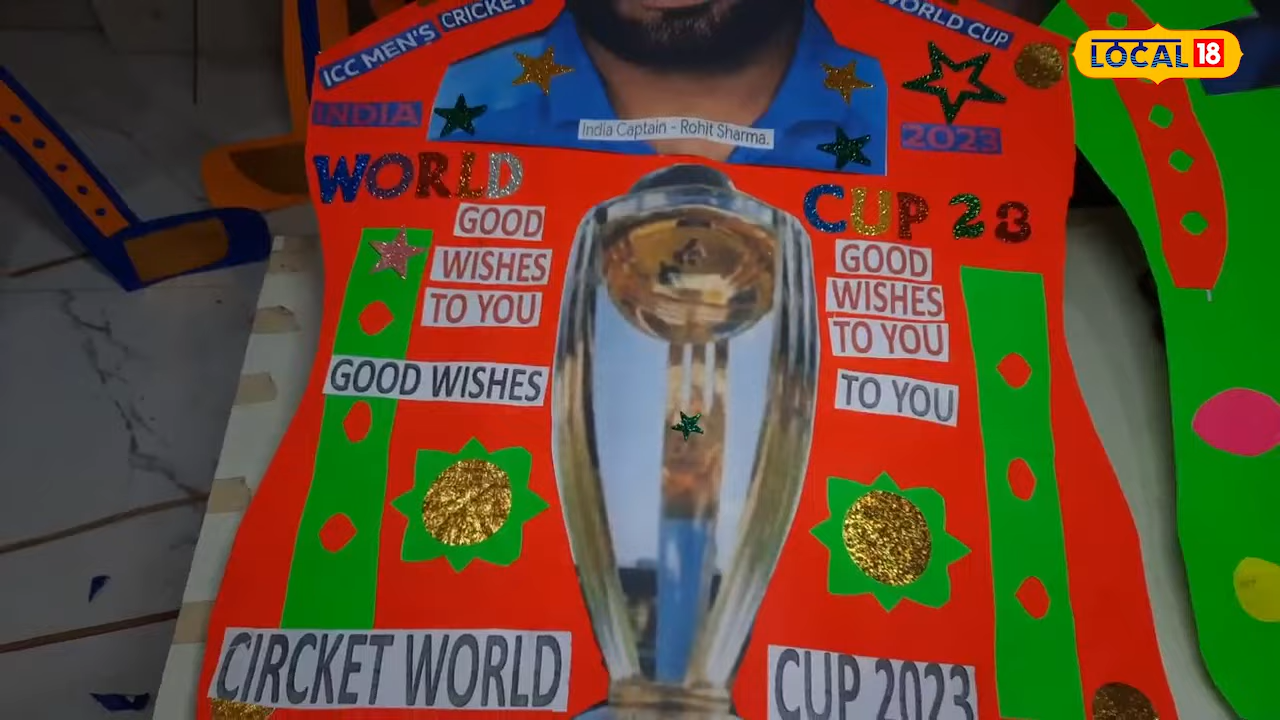 ICC MEN'S CRICKET WORLD CUP
LOCAL 18
INDIA
2023
India Captain - Rohit Sharma.
WORLD CUP 23
GOOD
WISHES
TO YOU
GOOD WISHES
GOOD
WISHES
TO YOU
TO YOU
CIRCKET WORLD CUP 2023